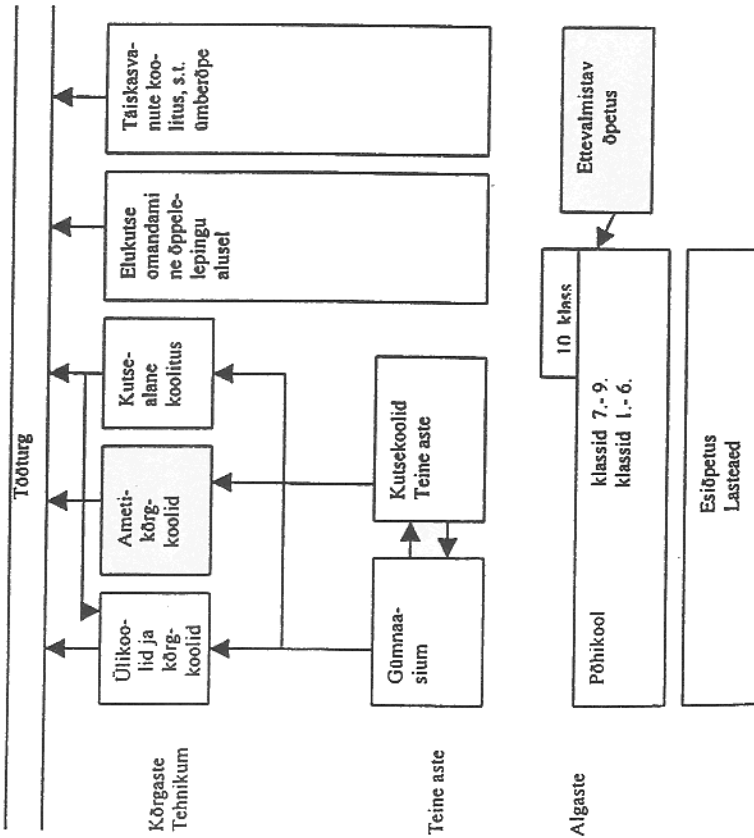 Tööturg
Kõrgaste
Tehnikum
Ülikoo-
lid ja
kõrg-
koolid
Ameti-
kõrg-
koolid
Kutse-
alane
koolitus
Elukutse
omandami
ne õppele-
pingu
alusel
Täiskasva-
nute koo-
litus, s.t.
ümberõpe
Teine aste
Gümnaa-
sium
Kutsekoolid
Teine aste
Algaste
Põhikool
klassid 7.- 9.
klassid 1.- 6.
10 klass
Ettevalmistav
õpetus
Esiõpetus
Lasteaed